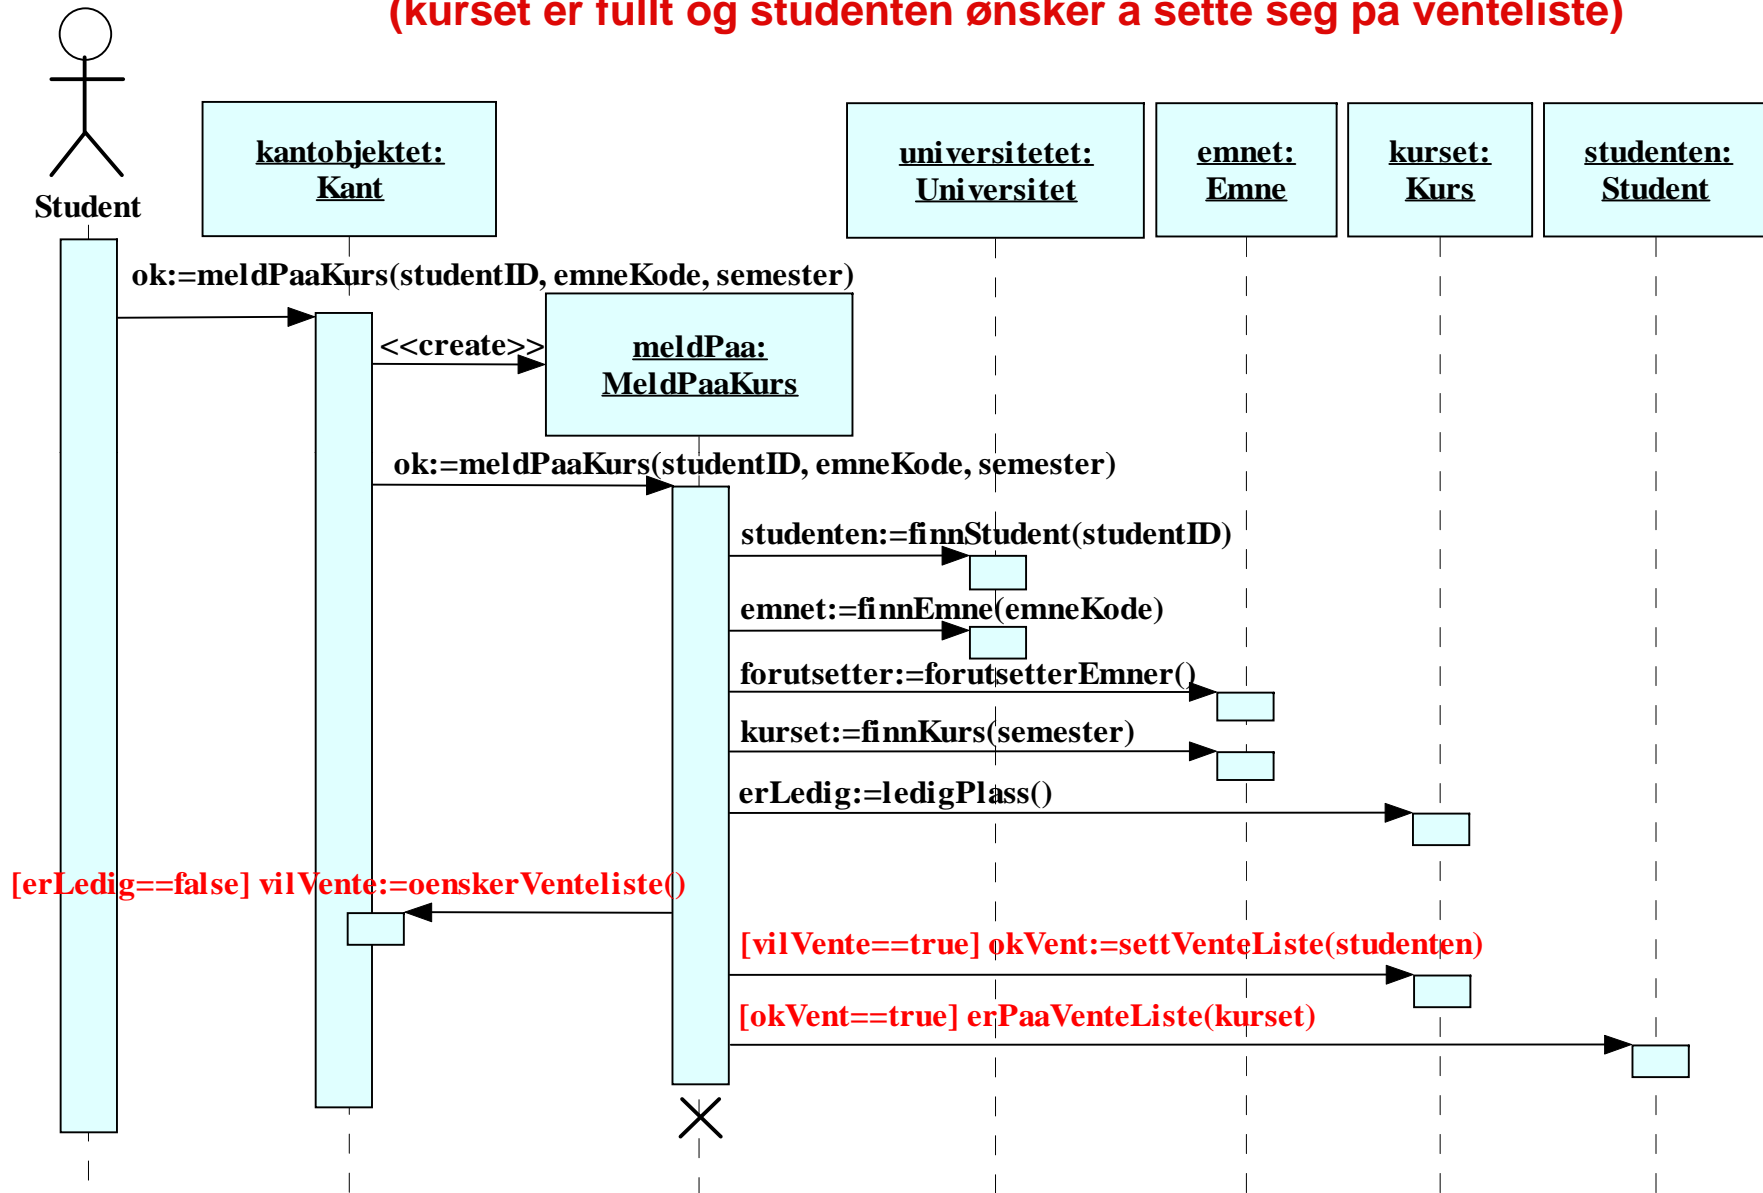 (kurset er fullt og studenten ønsker å sette seg på venteliste)
Student
kantobjektet:
Kant
universitetet:
Universitet
emnet:
Emne
kurset:
Kurs
studenten:
Student
ok:=meldPaaKurs(studentID, emneKode, semester)
<<create>>
meldPaa:
MeldPaaKurs
ok:=meldPaaKurs(studentID, emneKode, semester)
studenten:=finnStudent(studentID)
emnet:=finnEmne(emneKode)
forutsetter:=forutsetterEmner()
kurset:=finnKurs(semester)
erLedig:=ledigPlass()
[erLedig==false] vilVente:=oenskerVenteliste()
[vilVente==true] okVent:=settVenteListe(studenten)
[okVent==true] erPaaVenteListe(kurset)